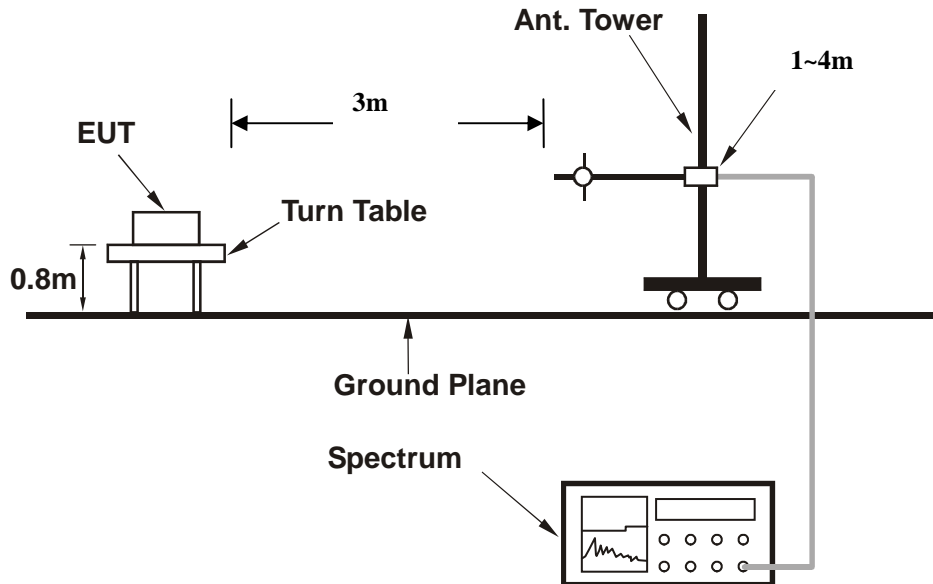 Ant. Tower
1~4m
3m
EUT
Turn Table
0.8m
Ground Plane
Spectrum